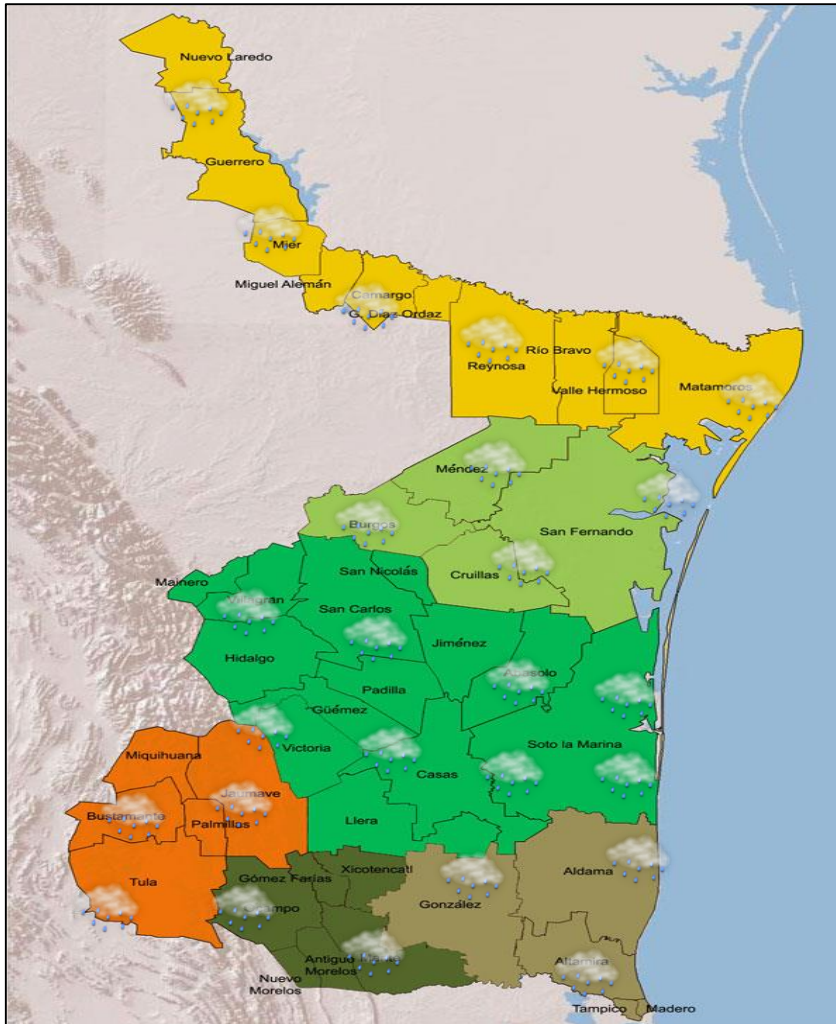 Nuevo Laredo
Guerrero
Mier
Miguel Alemán
Camargo
G. Díaz Ordaz
Río Bravo
Reynosa
Valle Hermoso
Matamoros
Méndez
Burgos
San Fernando
Cruillas
San Nicolás
Mainero
Villagrán
San Carlos
Jiménez
Hidalgo
Abasolo
Padilla
Güémez
Victoria
Soto la Marina
Casas
Miquihuana
Jaumave
Bustamante
Palmillos
Llera
Tula
Gómez Farías
Xicotencatl
Aldama
Ocampo
González
Antiguo
Morelos
Mante
Altamira
Nuevo
Morelos
Tampico
Madero